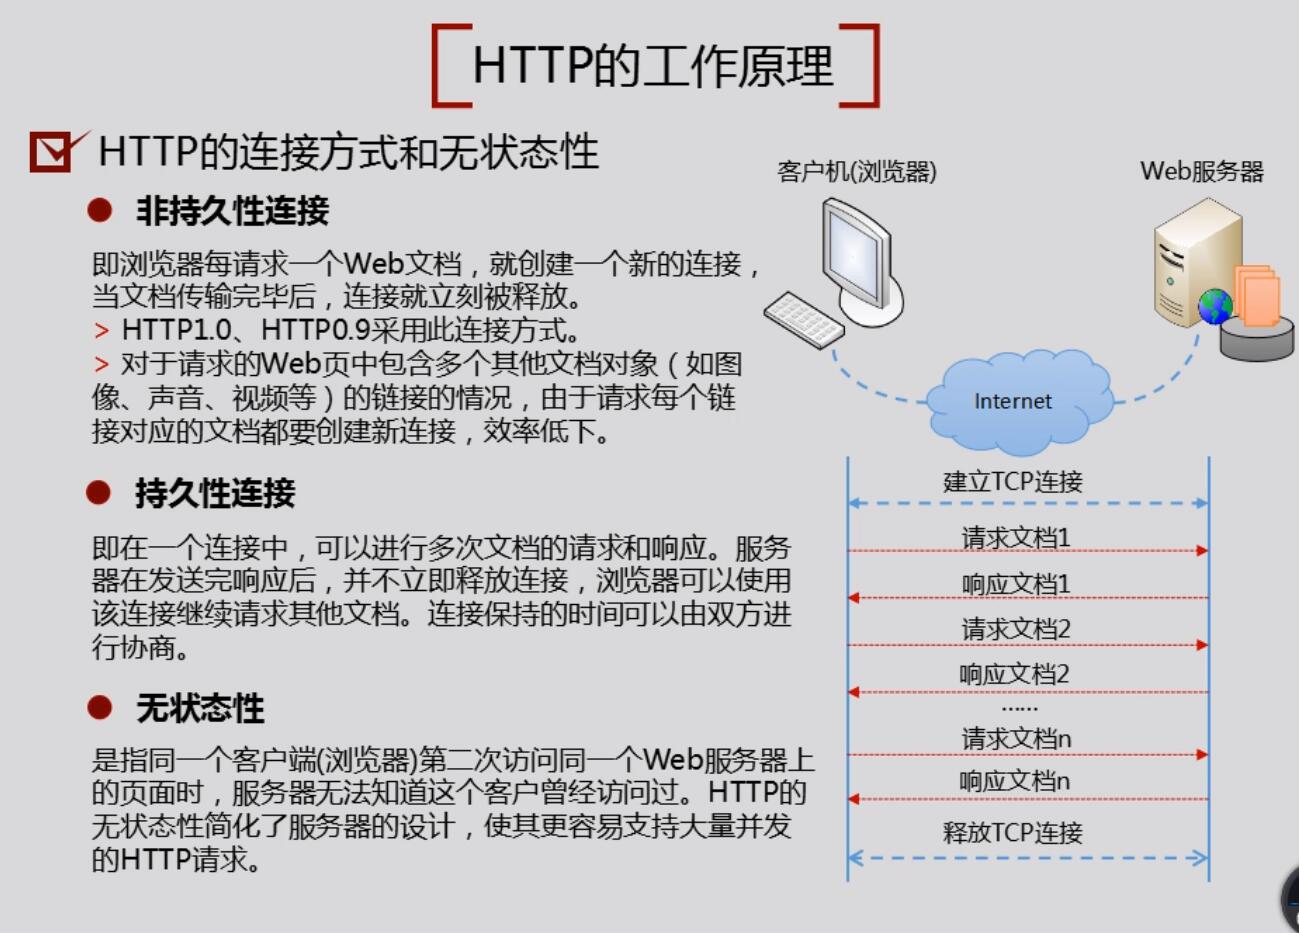 HTTP的工作原理
HTTP的连接方式和无状态性
非持久性连接
即浏览器每请求一个Web文档，就创建一个新的连接，
当文档传输完毕后，连接就立刻被释放。
> HTTP1.0、HTTP0.9采用此连接方式。
> 对于请求的Web页中包含多个其他文档对象（如图
像、声音、视频等）的链接的情况，由于请求每个链
接对应的文档都要创建新连接，效率低下。
持久性连接
即在一个连接中，可以进行多次文档的请求和响应。服务
器在发送完响应后，并不立即释放连接，浏览器可以使用
该连接继续请求其他文档。连接保持的时间可以由双方进
行协商。
无状态性
是指同一个客户端(浏览器)第二次访问同一个Web服务器上
的页面时，服务器无法知道这个客户曾经访问过。HTTP的
无状态性简化了服务器的设计，使其更容易支持大量并发
的HTTP请求。
客户机(浏览器)
Web服务器
Internet
建立TCP连接
请求文档1
响应文档1
请求文档2
响应文档2
……
请求文档n
响应文档n
释放TCP连接